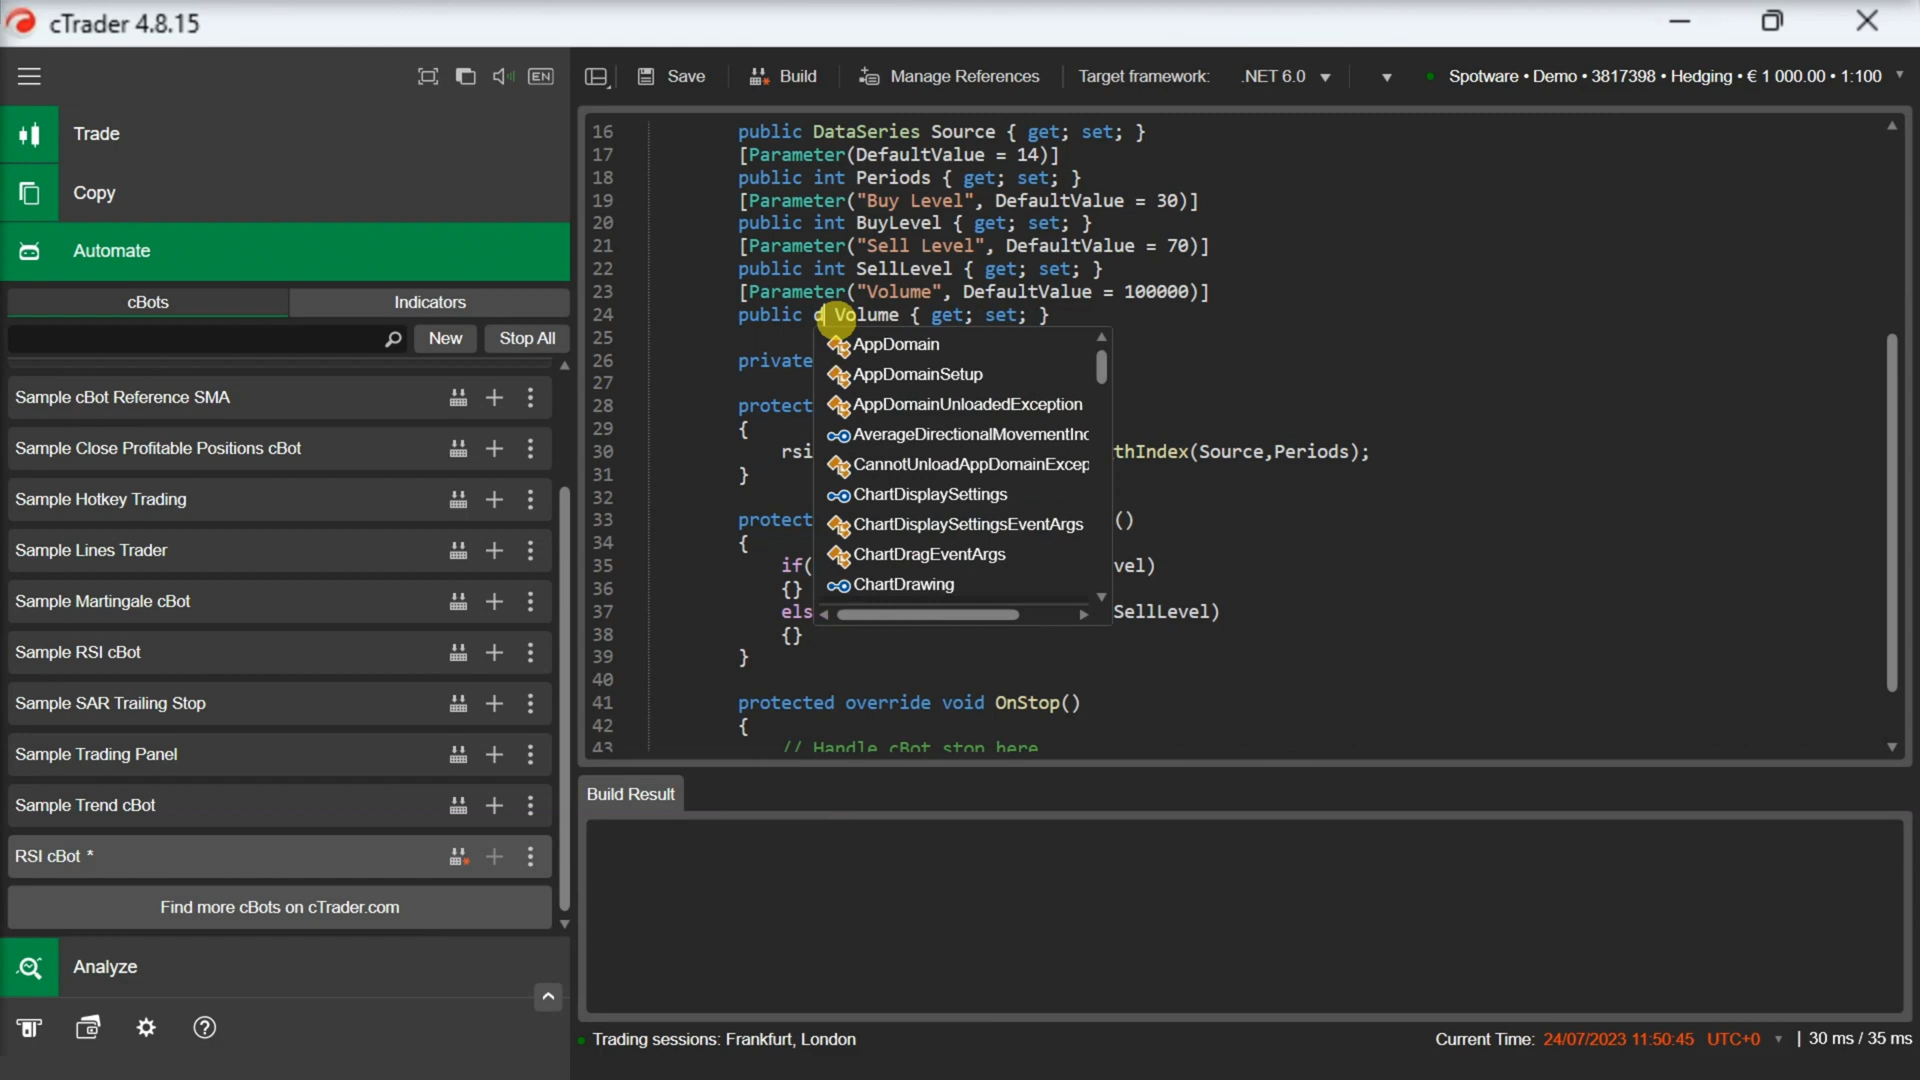 cTrader 4.8.15
EN
Save
Build
Manage References
Target framework:
.NET 6.0
Spotware • Demo • 3817398 • Hedging • € 1 000.00 • 1:100
Trade
Copy
Automate
cBots
Indicators
New
Stop All
Sample cBot Reference SMA
Sample Close Profitable Positions cBot
Sample Hotkey Trading
Sample Lines Trader
Sample Martingale cBot
Sample RSI cBot
Sample SAR Trailing Stop
Sample Trading Panel
Sample Trend cBot
RSI cBot *
Find more cBots on cTrader.com
Analyze
16 public DataSeries Source { get; set; }
17 [Parameter(DefaultValue = 14)]
18 public int Periods { get; set; }
19 [Parameter("Buy Level", DefaultValue = 30)]
20 public int BuyLevel { get; set; }
21 [Parameter("Sell Level", DefaultValue = 70)]
22 public int SellLevel { get; set; }
23 [Parameter("Volume", DefaultValue = 100000)]
24 public d Volume { get; set; }
25
26 private
27
28 protect
29 {
30 rsi thIndex(Source,Periods);
31 }
32
33 protect ()
34 {
35 if( vel)
36 {}
37 els SellLevel)
38 {}
39 }
40
41 protected override void OnStop()
42 {
43 // Handle cBot stop here
AppDomain
AppDomainSetup
AppDomainUnloadedException
AverageDirectionalMovementInd
CannotUnloadAppDomainExcep
ChartDisplaySettings
ChartDisplaySettingsEventArgs
ChartDragEventArgs
ChartDrawing
Build Result
Trading sessions: Frankfurt, London
Current Time: 24/07/2023 11:50:45 UTC+0 | 30 ms / 35 ms